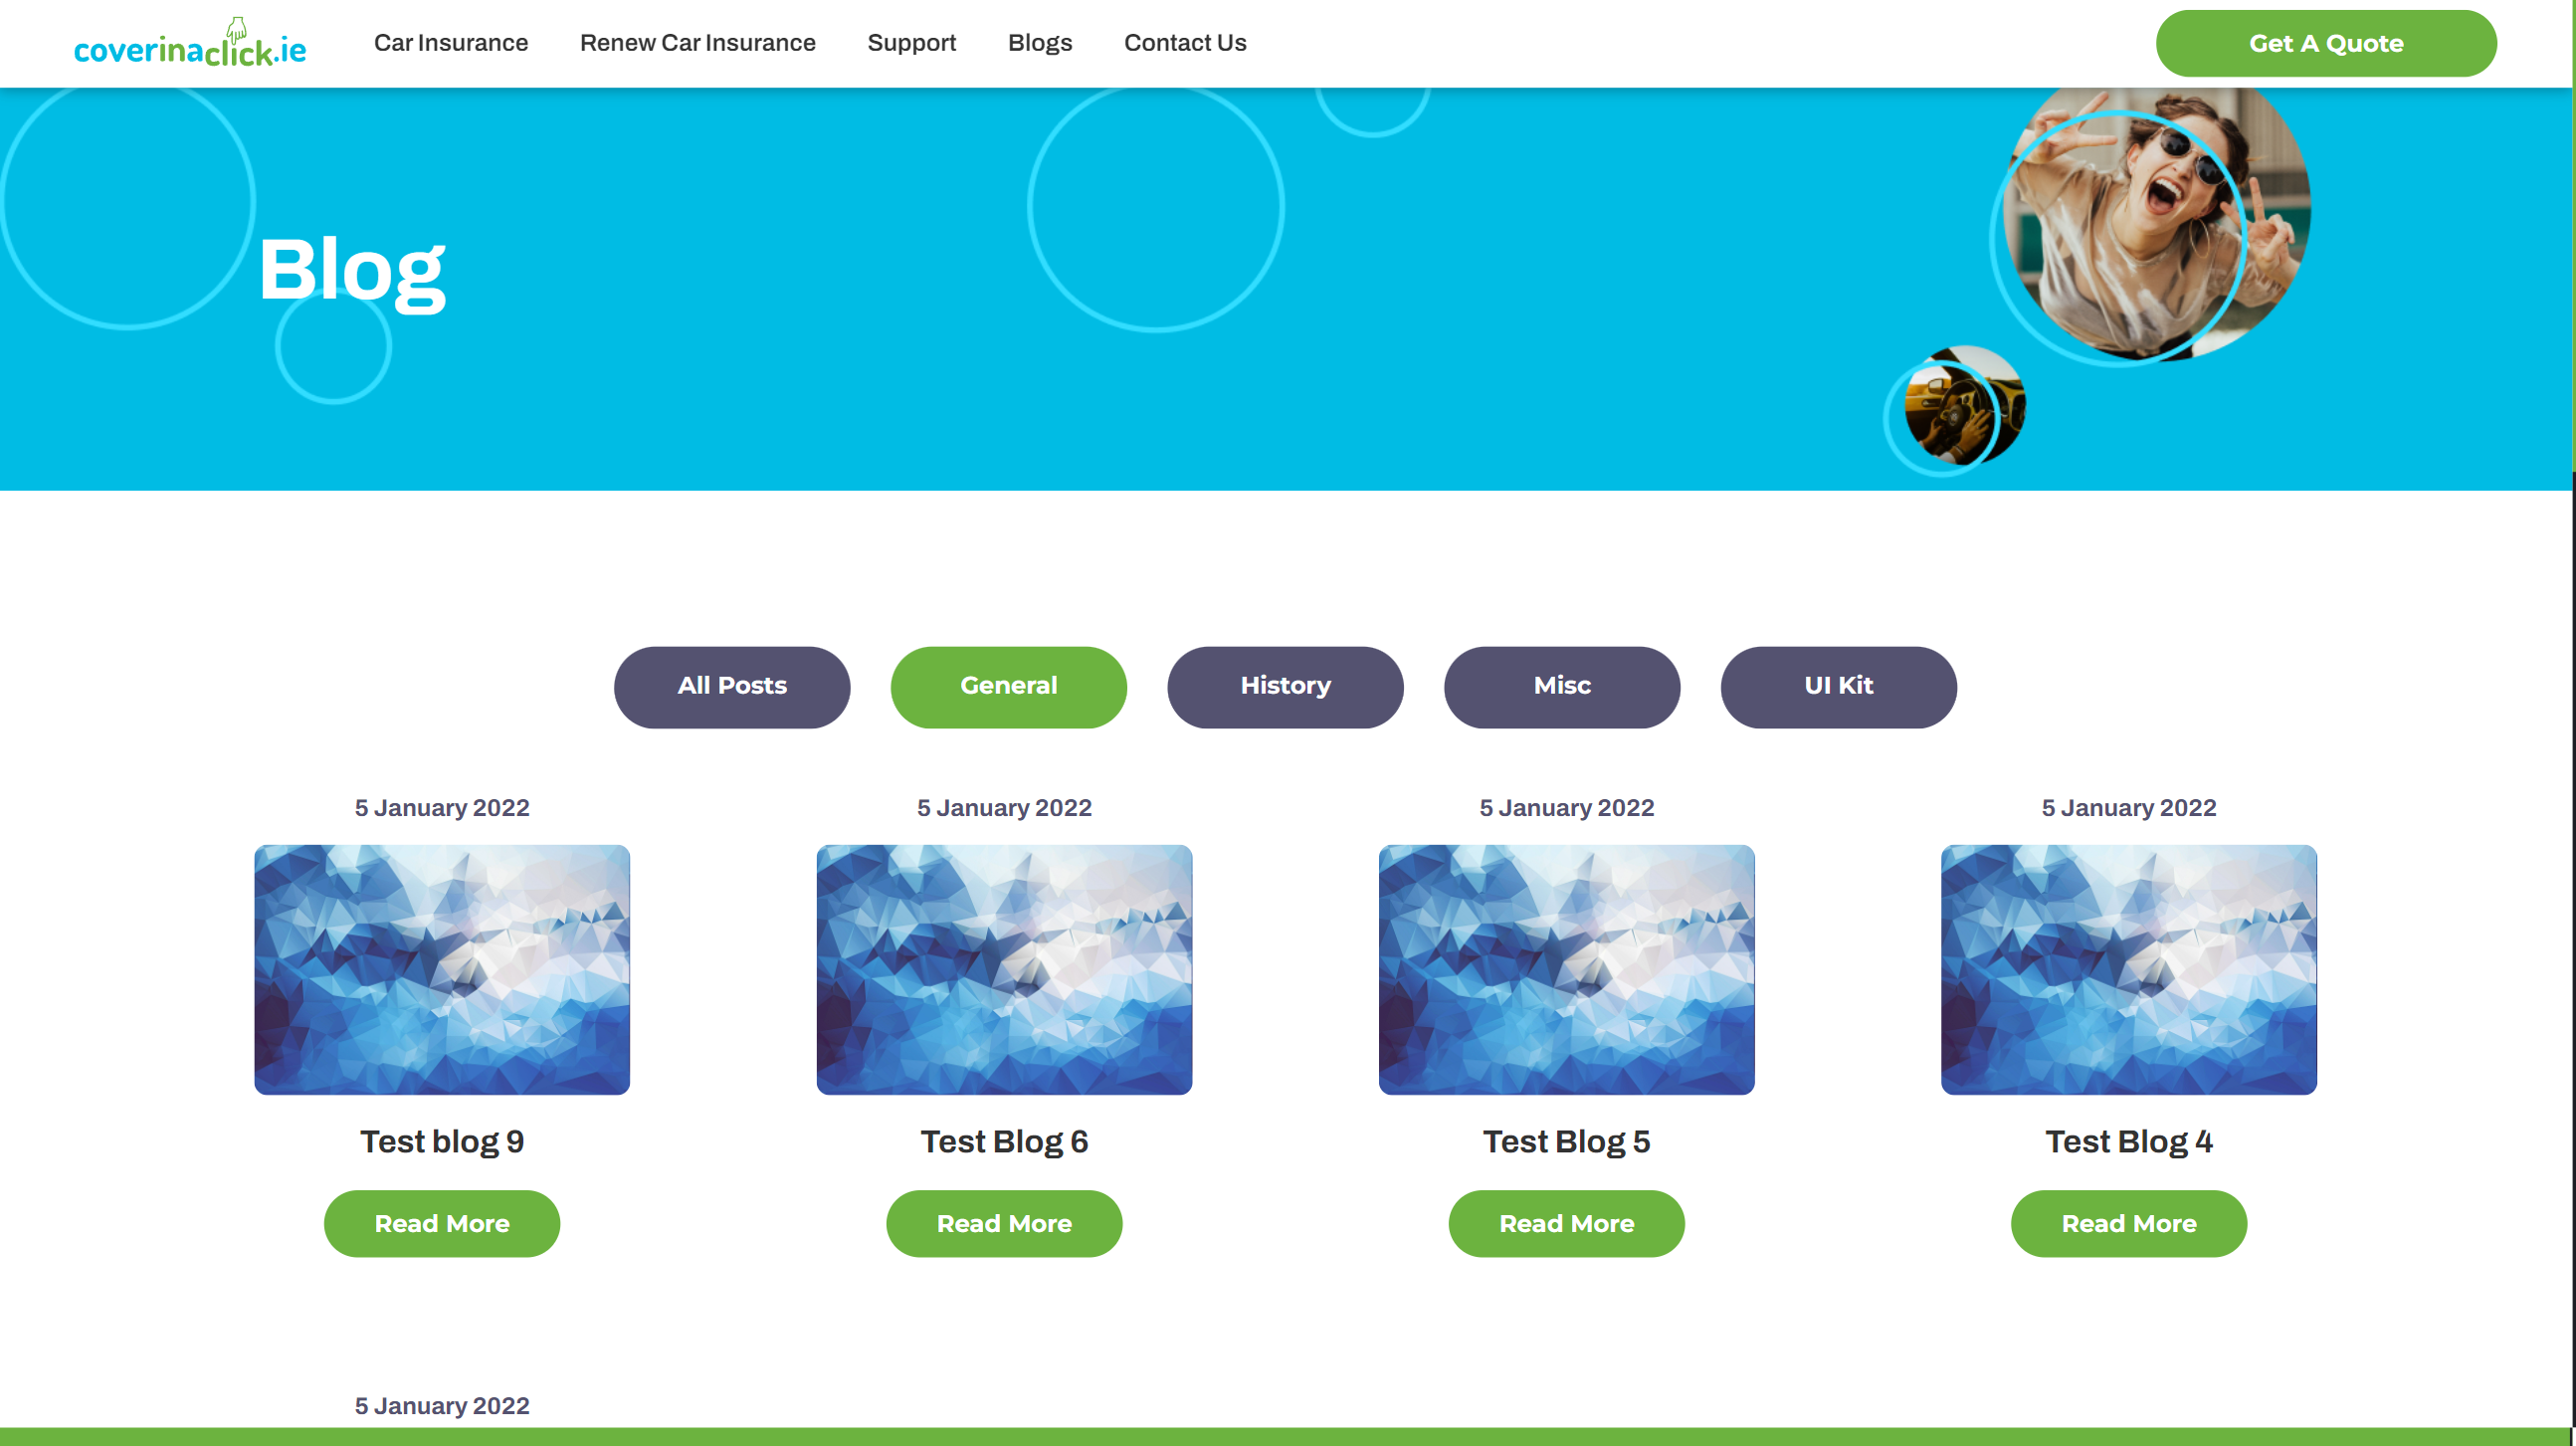 coverinaclick.ie
Car Insurance
Renew Car Insurance
Support
Blogs
Contact Us
Get A Quote
Blog
All Posts
General
History
Misc
UI Kit
5 January 2022
5 January 2022
5 January 2022
5 January 2022
Test blog 9
Test Blog 6
Test Blog 5
Test Blog 4
Read More
Read More
Read More
Read More
5 January 2022